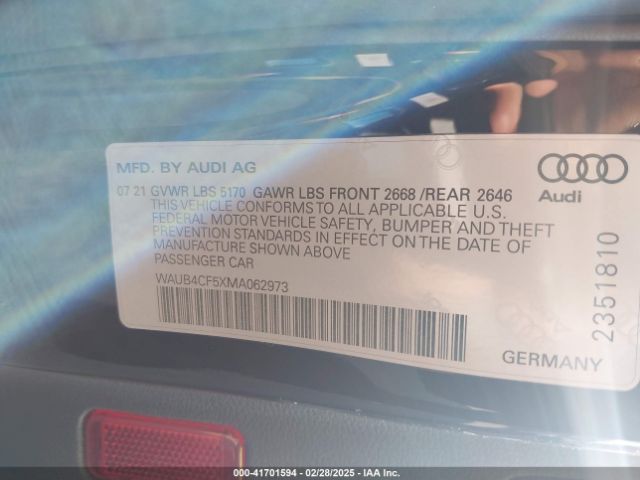 MFD. BY AUDI AG
07 21 GVWR LBS 5170 GAWR LBS FRONT 2668 / REAR 2646
THIS VEHICLE CONFORMS TO ALL APPLICABLE U.S.
FEDERAL MOTOR VEHICLE SAFETY, BUMPER AND THEFT
PREVENTION STANDARDS IN EFFECT ON THE DATE OF
MANUFACTURE SHOWN ABOVE
PASSENGER CAR
WAUB4CF5XMA062973
Audi
2351810
GERMANY
000-41701594 - 02/28/2025 - IAA Inc.